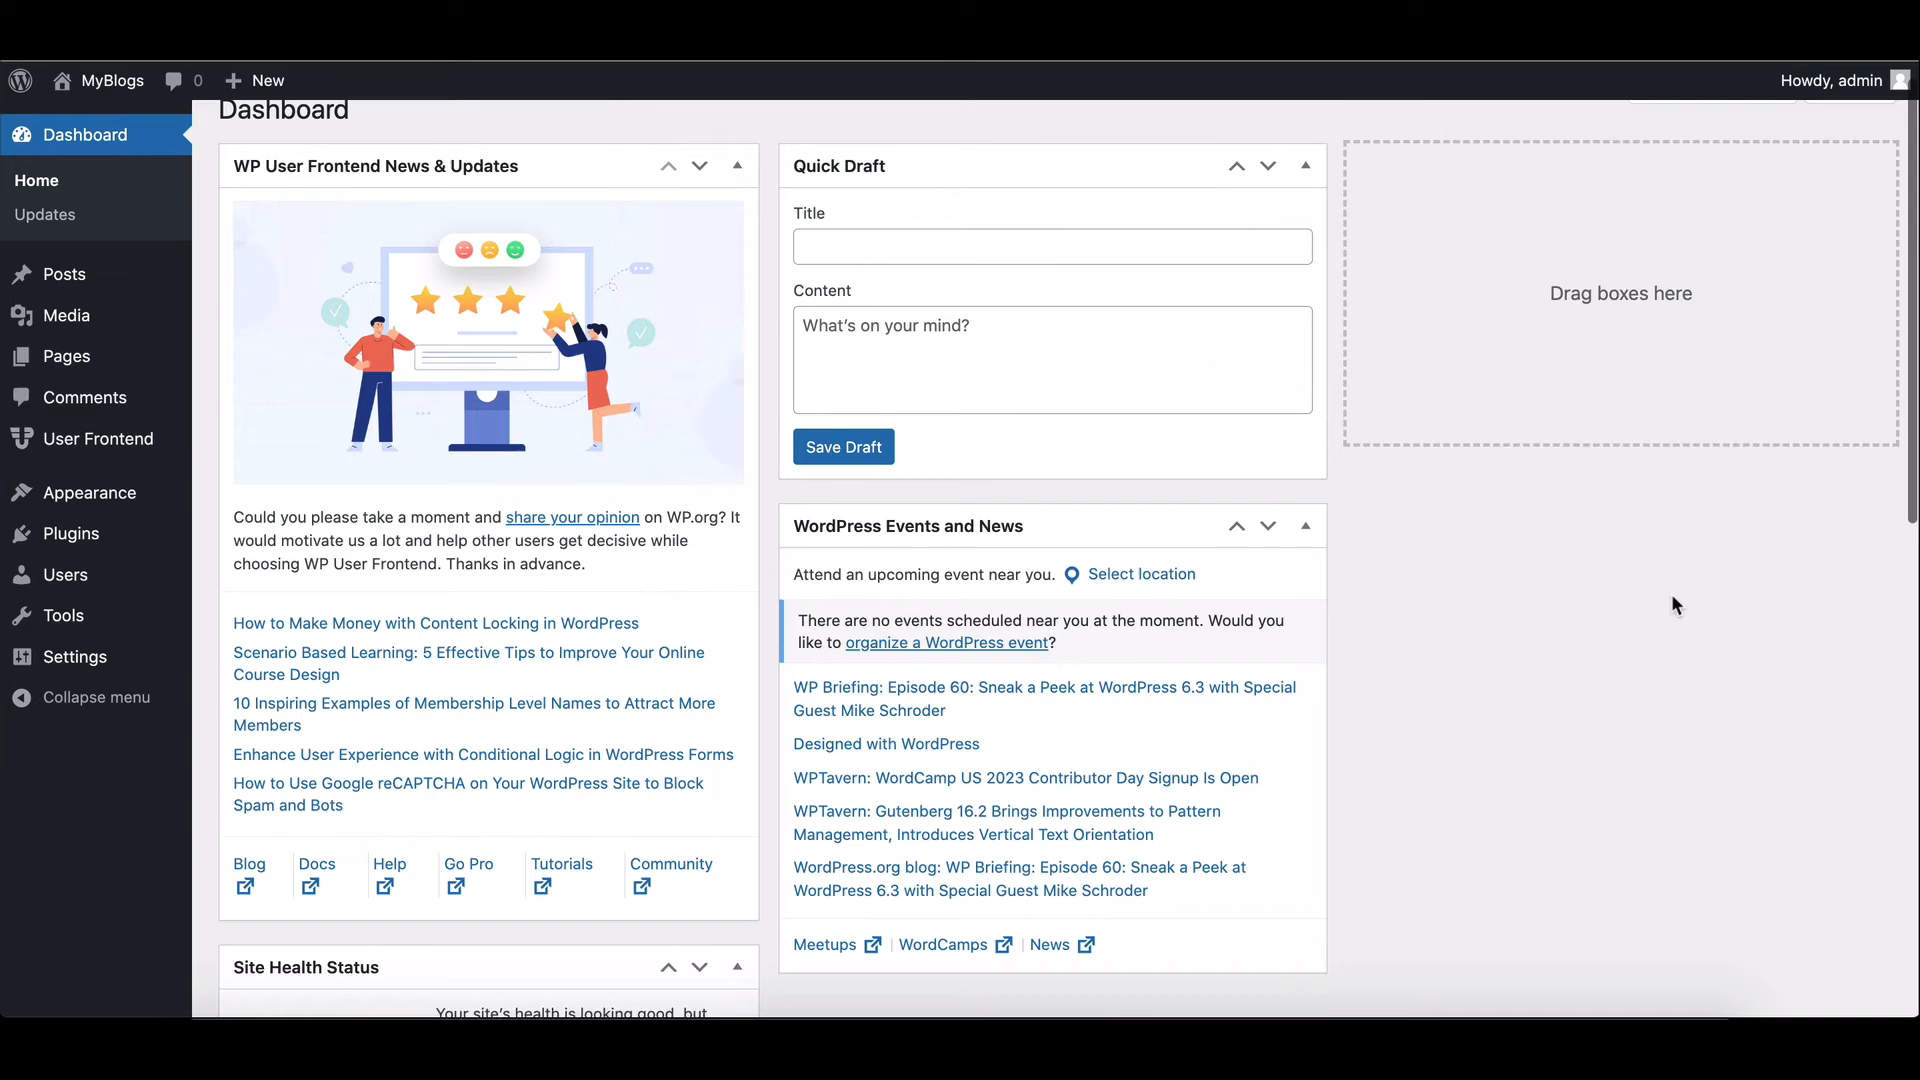 MyBlogs 0 New Howdy, admin
Dashboard
Home
Updates
Posts
Media
Pages
Comments
User Frontend
Appearance
Plugins
Users
Tools
Settings
Collapse menu
Dashboard
WP User Frontend News & Updates
Could you please take a moment and share your opinion on WP.org? It
would motivate us a lot and help other users get decisive while
choosing WP User Frontend. Thanks in advance.
How to Make Money with Content Locking in WordPress
Scenario Based Learning: 5 Effective Tips to Improve Your Online
Course Design
10 Inspiring Examples of Membership Level Names to Attract More
Members
Enhance User Experience with Conditional Logic in WordPress Forms
How to Use Google reCAPTCHA on Your WordPress Site to Block
Spam and Bots
Blog Docs Help Go Pro Tutorials Community
Site Health Status
Your site's health is looking good, but
Quick Draft
Title
Content
What's on your mind?
Save Draft
WordPress Events and News
Attend an upcoming event near you. Select location
There are no events scheduled near you at the moment. Would you
like to organize a WordPress event?
WP Briefing: Episode 60: Sneak a Peek at WordPress 6.3 with Special
Guest Mike Schroder
Designed with WordPress
WPTavern: WordCamp US 2023 Contributor Day Signup Is Open
WPTavern: Gutenberg 16.2 Brings Improvements to Pattern
Management, Introduces Vertical Text Orientation
WordPress.org blog: WP Briefing: Episode 60: Sneak a Peek at
WordPress 6.3 with Special Guest Mike Schroder
Meetups | WordCamps | News
Drag boxes here